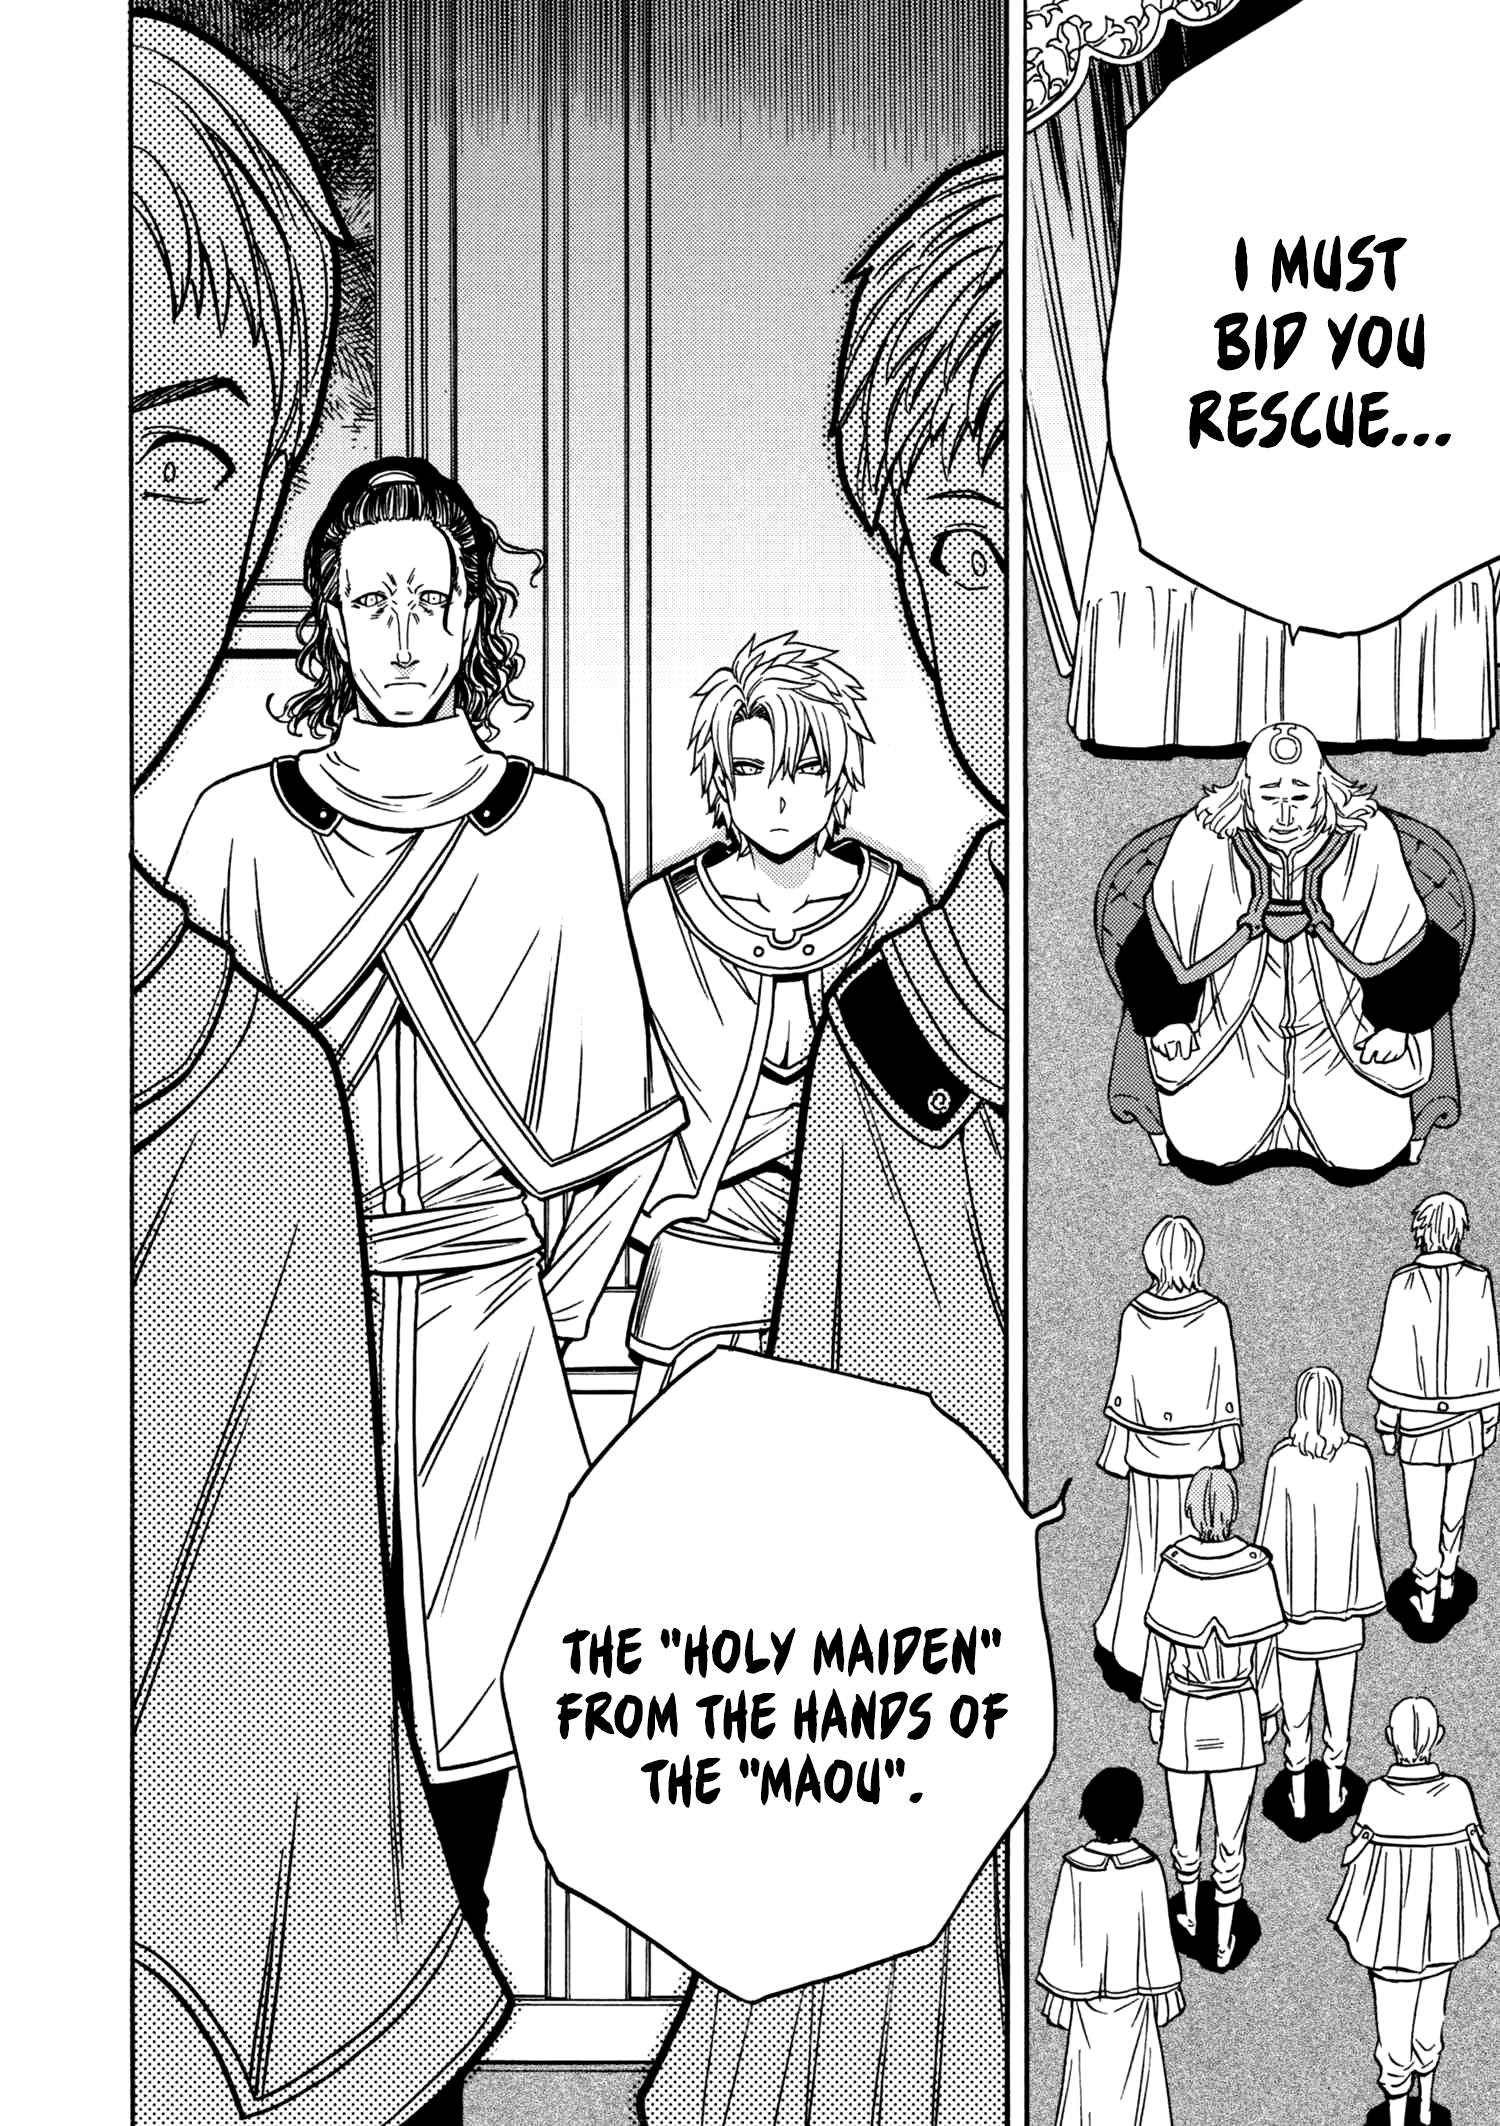 I MUST
BID YOU
RESCUE...
THE "HOLY MAIDEN"
FROM THE HANDS OF
THE "MAOU".